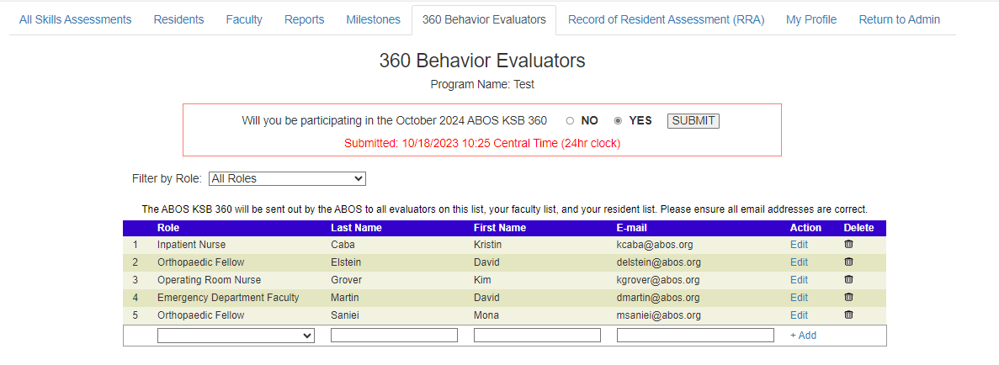 All Skills Assessments Residents Faculty Reports Milestones 360 Behavior Evaluators Record of Resident Assessment (RRA) My Profile Return to Admin
360 Behavior Evaluators
Program Name: Test
Will you be participating in the October 2024 ABOS KSB 360 NO YES SUBMIT
Submitted: 10/18/2023 10:25 Central Time (24hr clock)
Filter by Role: All Roles
The ABOS KSB 360 will be sent out by the ABOS to all evaluators on this list, your faculty list, and your resident list. Please ensure all email addresses are correct.
Role Last Name First Name E-mail Action Delete
1 Inpatient Nurse Caba Kristin kcaba@abos.org Edit
2 Orthopaedic Fellow Elstein David delstein@abos.org Edit
3 Operating Room Nurse Grover Kim kgrover@abos.org Edit
4 Emergency Department Faculty Martin David dmartin@abos.org Edit
5 Orthopaedic Fellow Saniei Mona msaniei@abos.org Edit
+ Add